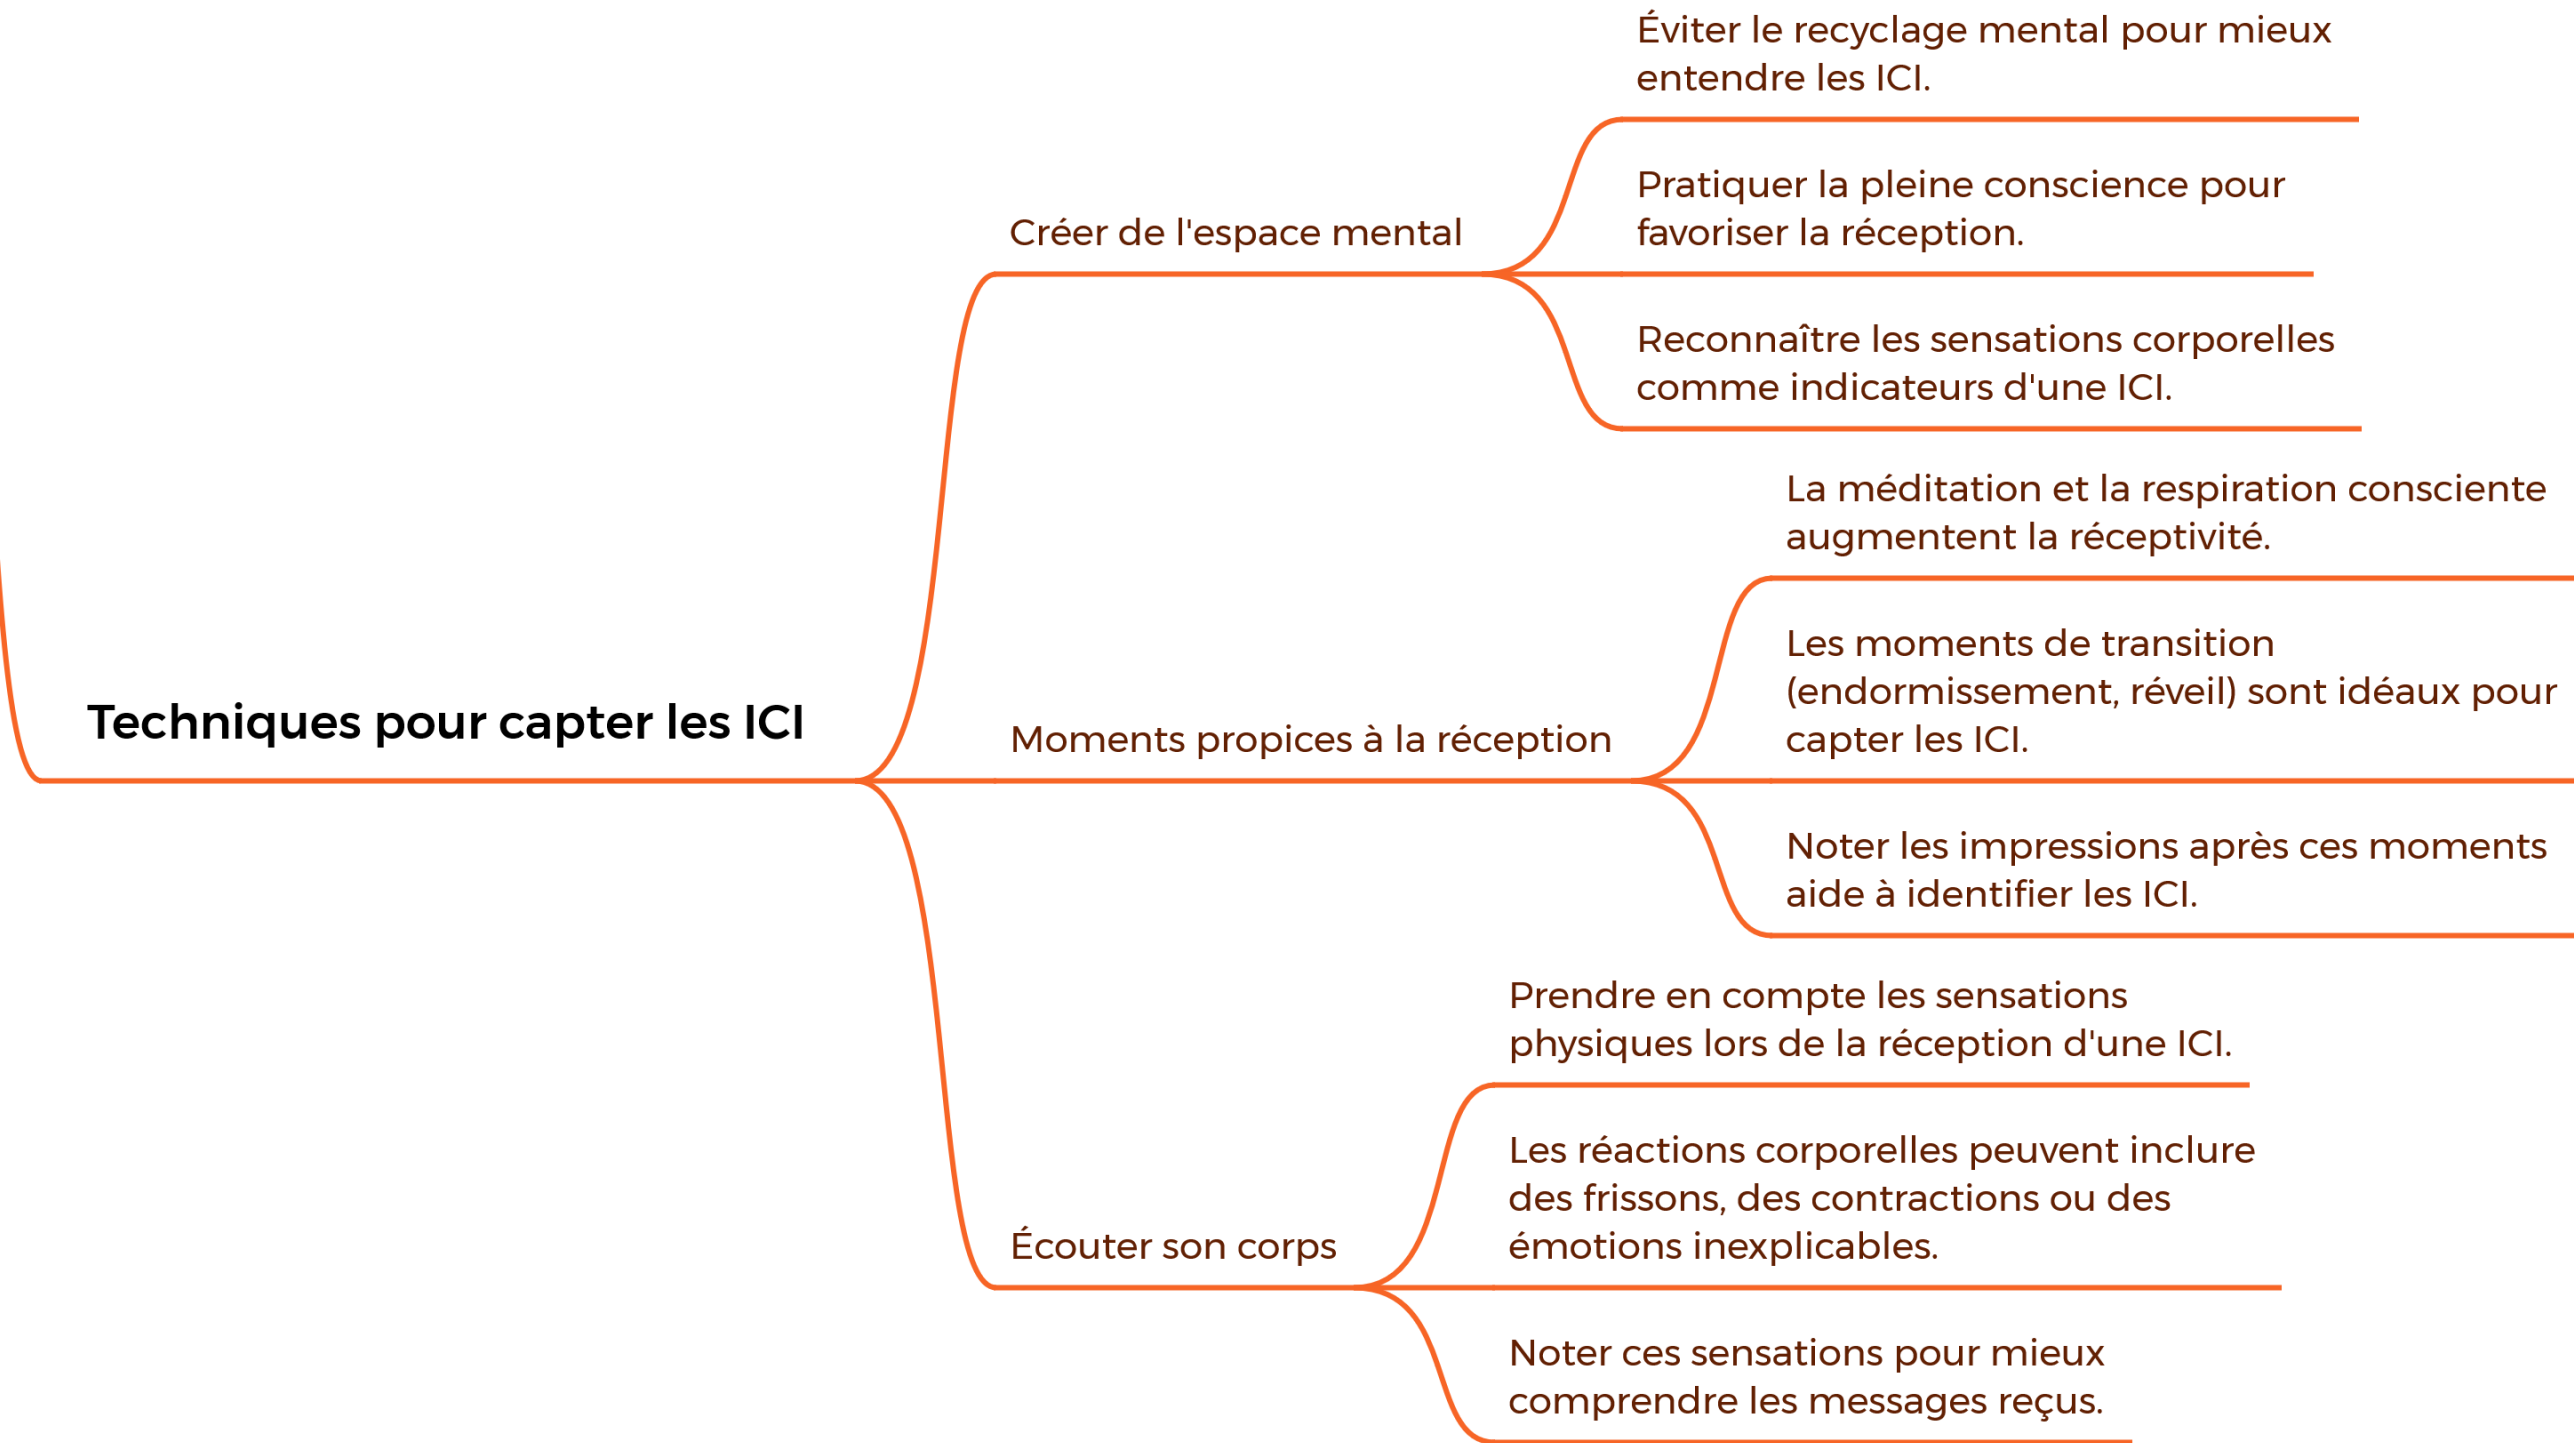 Techniques pour capter les ICI
Créer de l'espace mental
Éviter le recyclage mental pour mieux
entendre les ICI.
Pratiquer la pleine conscience pour
favoriser la réception.
Reconnaître les sensations corporelles
comme indicateurs d'une ICI.
Moments propices à la réception
La méditation et la respiration consciente
augmentent la réceptivité.
Les moments de transition
(endormissement, réveil) sont idéaux pour
capter les ICI.
Noter les impressions après ces moments
aide à identifier les ICI.
Écouter son corps
Prendre en compte les sensations
physiques lors de la réception d'une ICI.
Les réactions corporelles peuvent inclure
des frissons, des contractions ou des
émotions inexplicables.
Noter ces sensations pour mieux
comprendre les messages reçus.